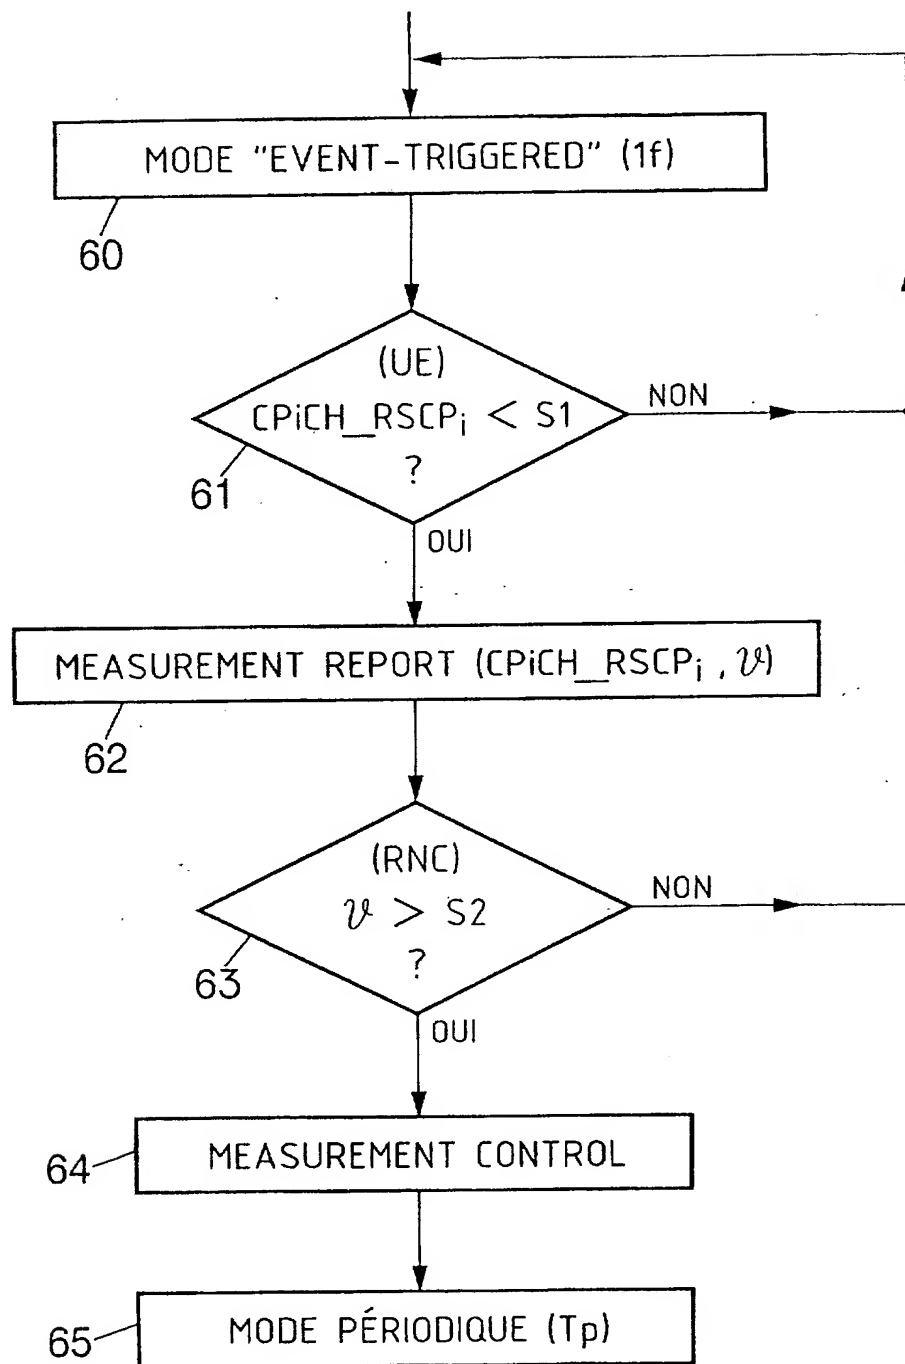 MODE "EVENT-TRIGGERED" (1f)
60
(UE)
CPiCH_RSCPi < S1
?
NON
61
OUI
MEASUREMENT REPORT (CPiCH_RSCPi , v)
62
(RNC)
v > S2
?
NON
63
OUI
MEASUREMENT CONTROL
64
MODE PÉRIODIQUE (Tp)
65